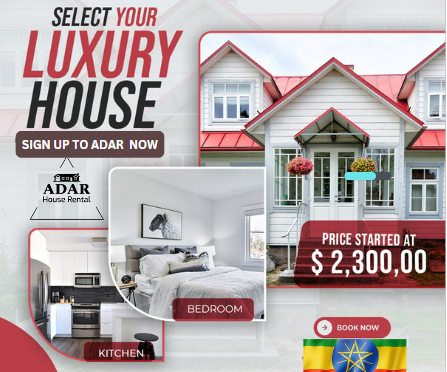 SELECT YOUR
LUXURY
HOUSE
SIGN UP TO ADAR NOW
ADAR
House Rental
PRICE STARTED AT
$ 2,300,00
BEDROOM
KITCHEN
BOOK NOW